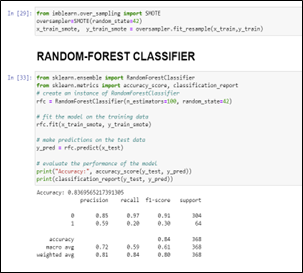 In [29]: from imblearn.over_sampling import SMOTE
oversample=SMOTE(random_state=42)
x_train_smote, y_train_smote = oversample.fit_resample(x_train,y_train)
RANDOM-FOREST CLASSIFIER
In [33]: from sklearn.ensemble import RandomForestClassifier
from sklearn.metrics import accuracy_score, classification_report
# create an instance of RandomForestClassifier
rfc = RandomForestClassifier(n_estimators=100, random_state=42)
# fit the model on the training data
rfc.fit(x_train_smote, y_train_smote)
# make predictions on the test data
y_pred = rfc.predict(x_test)
# evaluate the performance of the model
print("Accuracy:", accuracy_score(y_test, y_pred))
print(classification_report(y_test, y_pred))
Accuracy: 0.8369565217391305
precision recall f1-score support
0 0.85 0.97 0.91 304
1 0.59 0.20 0.30 64
accuracy 0.84 368
macro avg 0.72 0.59 0.61 368
weighted avg 0.81 0.84 0.80 368